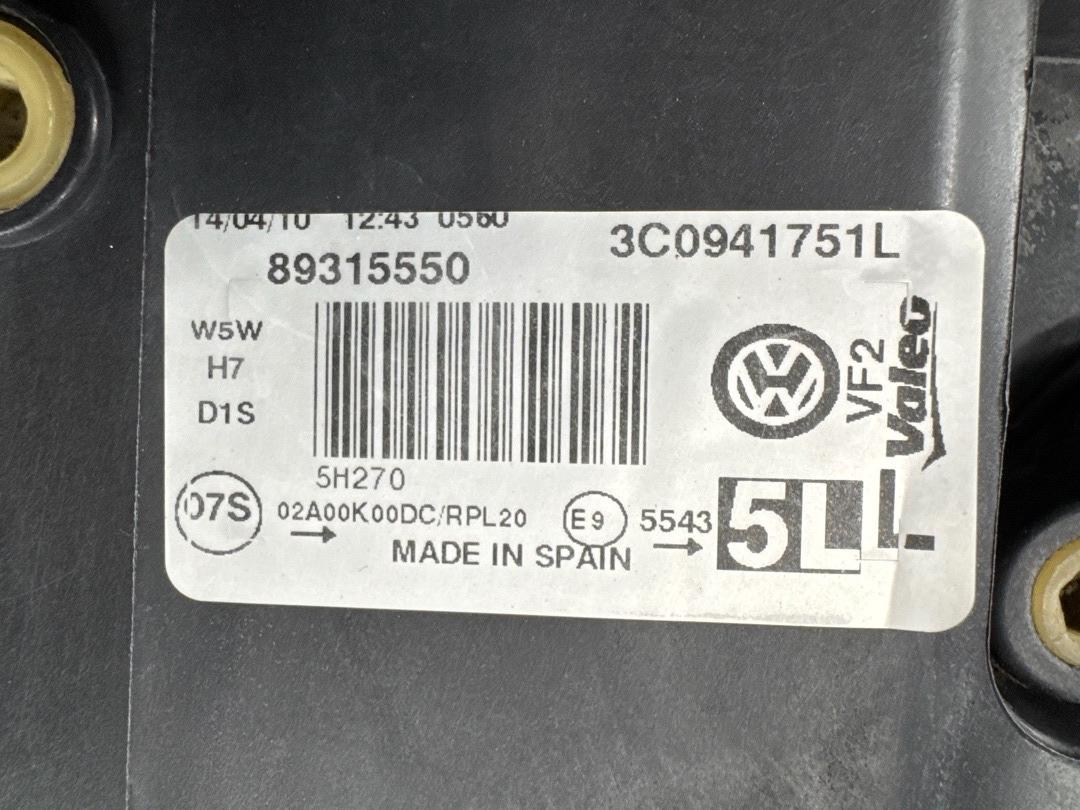 14/04/10 12:43 0560
3C0941751L
89315550
W5W
H7
D1S
VF2
Valeo
5H270
07S
02A00K00DC/RPL20
E9
5543
5LL
MADE IN SPAIN